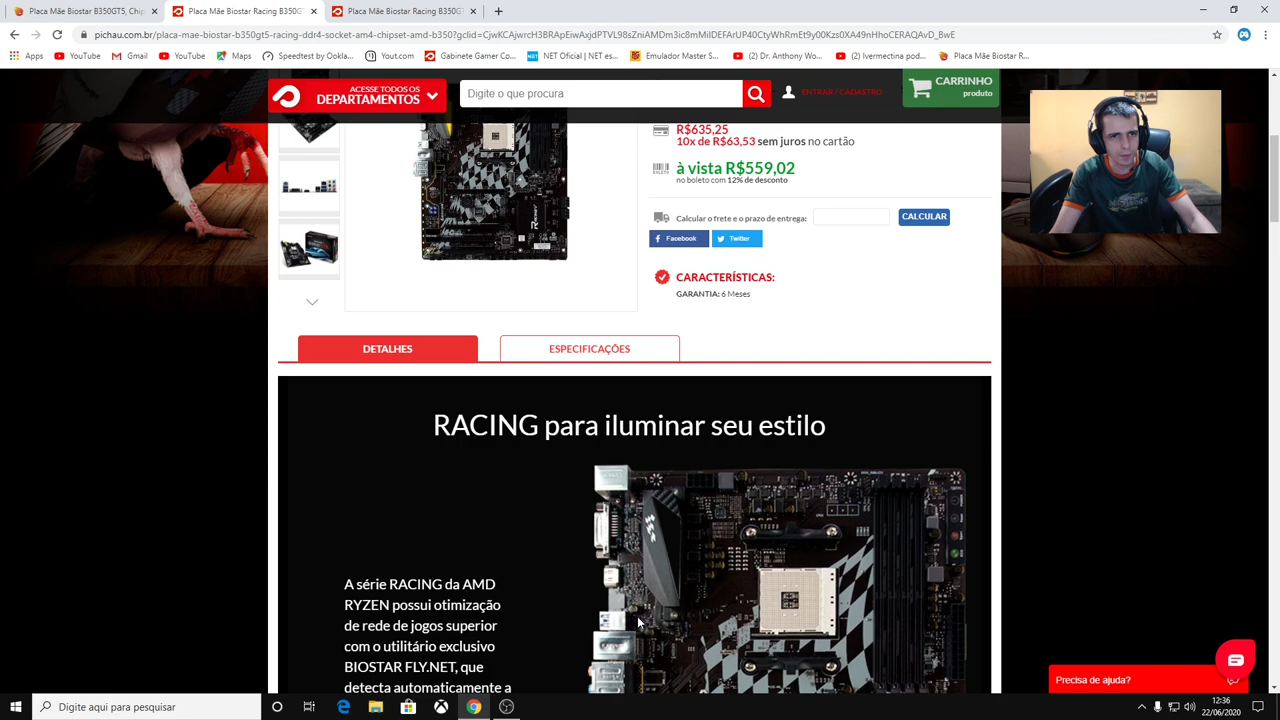 Placa Mãe Biostar B350GT5, Chip
Placa Mãe Biostar Racing B350G
Placa Mãe Biostar B350GT5 Racin
pichau.com.br/placa-mae-biostar-b350gt5-racing-ddr4-socket-am4-chipset-amd-b350?gclid=CjwKCAjwrcH3BRApEiwAxjdPTVL98sZniAMDm3ic8mMilDEFArUP40CtyWhRmEt9y00Kzs0XA49nHhoCERAQAvD_BwE
Apps
YouTube
Gmail
Maps
Speedtest by Ookla...
Yout.com
Gabinete Gamer Co...
NET Oficial | NET es...
Emulador Master S...
(2) Dr. Anthony Wo...
(2) Ivermectina pod...
Placa Mãe Biostar R...
ACESSE TODOS OS
DEPARTAMENTOS
Digite o que procura
ENTRAR / CADASTRO
CARRINHO
produto
R$635,25
10x de R$63,53 sem juros no cartão
BOLETO
à vista R$559,02
no boleto com 12% de desconto
Calcular o frete e o prazo de entrega:
CALCULAR
Facebook
Twitter
CARACTERÍSTICAS:
GARANTIA: 6 Meses
DETALHES
ESPECIFICAÇÕES
RACING para iluminar seu estilo
A série RACING da AMD
RYZEN possui otimização
de rede de jogos superior
com o utilitário exclusivo
BIOSTAR FLY.NET, que
detecta automaticamente a
Precisa de ajuda?
Digite aqui para pesquisar
12:36
22/06/2020